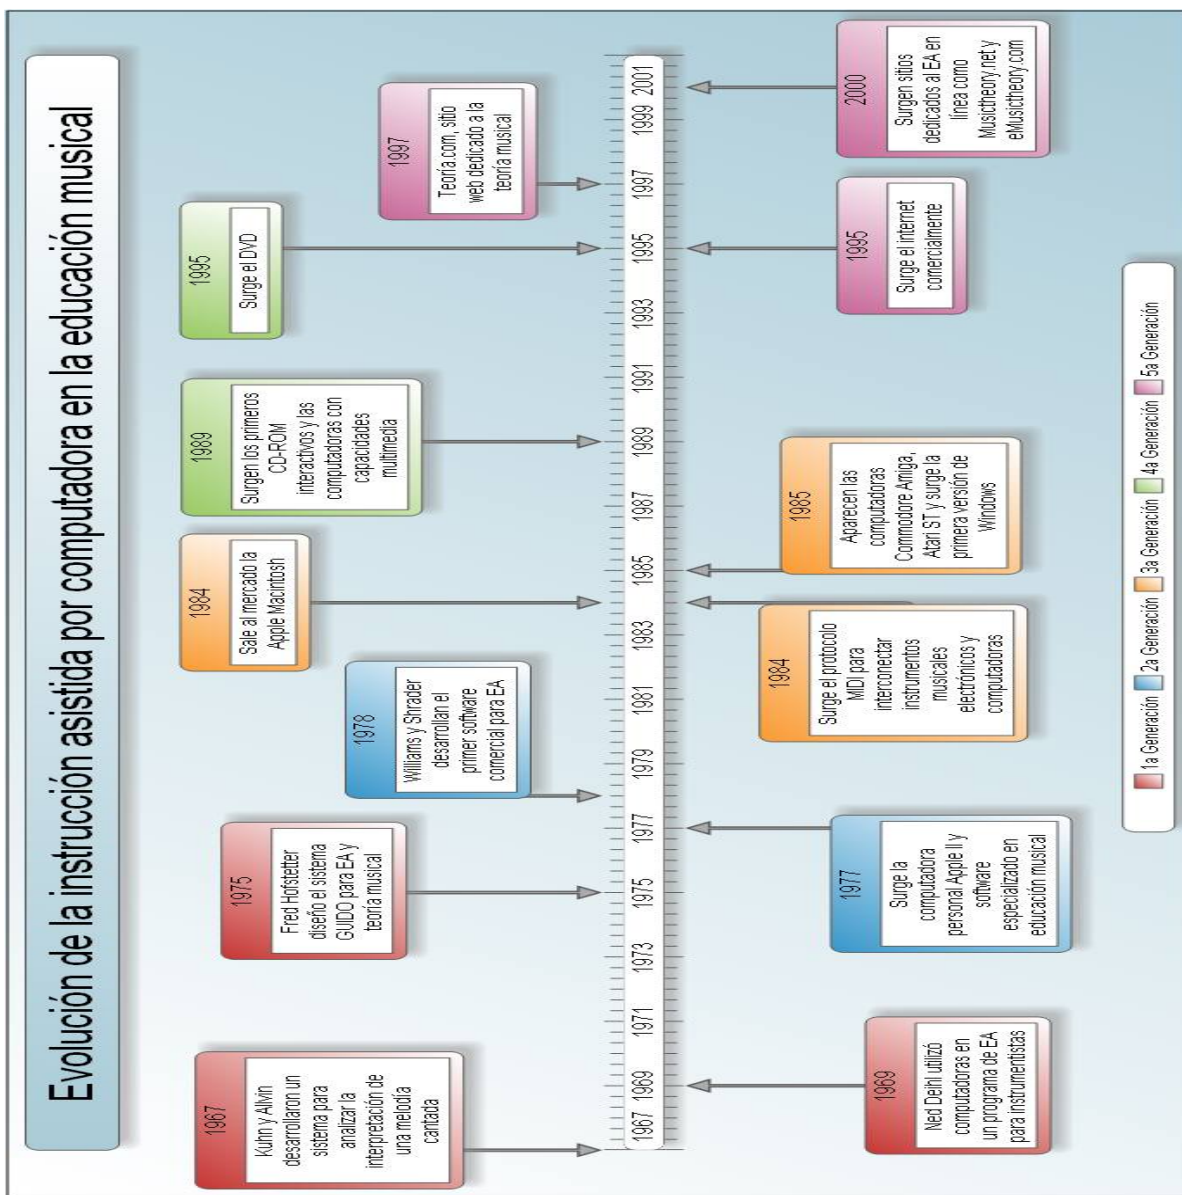 Evolución de la instrucción asistida por computadora en la educación musical
1967
Kuhn y Allvin
desarrollaron un
sistema para
analizar la
interpretación de
una melodía
cantada
1975
Fred Hofstetter
diseño el sistema
GUIDO para EA y
teoría musical
1978
Williams y Shrader
desarrollan el
primer software
comercial para EA
1984
Sale al mercado la
Apple Macintosh
1989
Surgen los primeros
CD-ROM
interactivos y las
computadoras con
capacidades
multimedia
1995
Surge el DVD
1997
Teoría.com, sitio
web dedicado a la
teoría musical
1967 1969 1971 1973 1975 1977 1979 1981 1983 1985 1987 1989 1991 1993 1995 1997 1999 2001
1969
Ned Deihl utilizó
computadoras en
un programa de EA
para instrumentistas
1977
Surge la
computadora
personal Apple II y
software
especializado en
educación musical
1984
Surge el protocolo
MIDI para
interconectar
instrumentos
musicales
electrónicos y
computadoras
1985
Aparecen las
computadoras
Commodore Amiga,
Atari ST y surge la
primera versión de
Windows
1995
Surge el internet
comercialmente
2000
Surgen sitios
dedicados al EA en
línea como
Musictheory.net y
eMusictheory.com
1a Generación 2a Generación 3a Generación 4a Generación 5a Generación